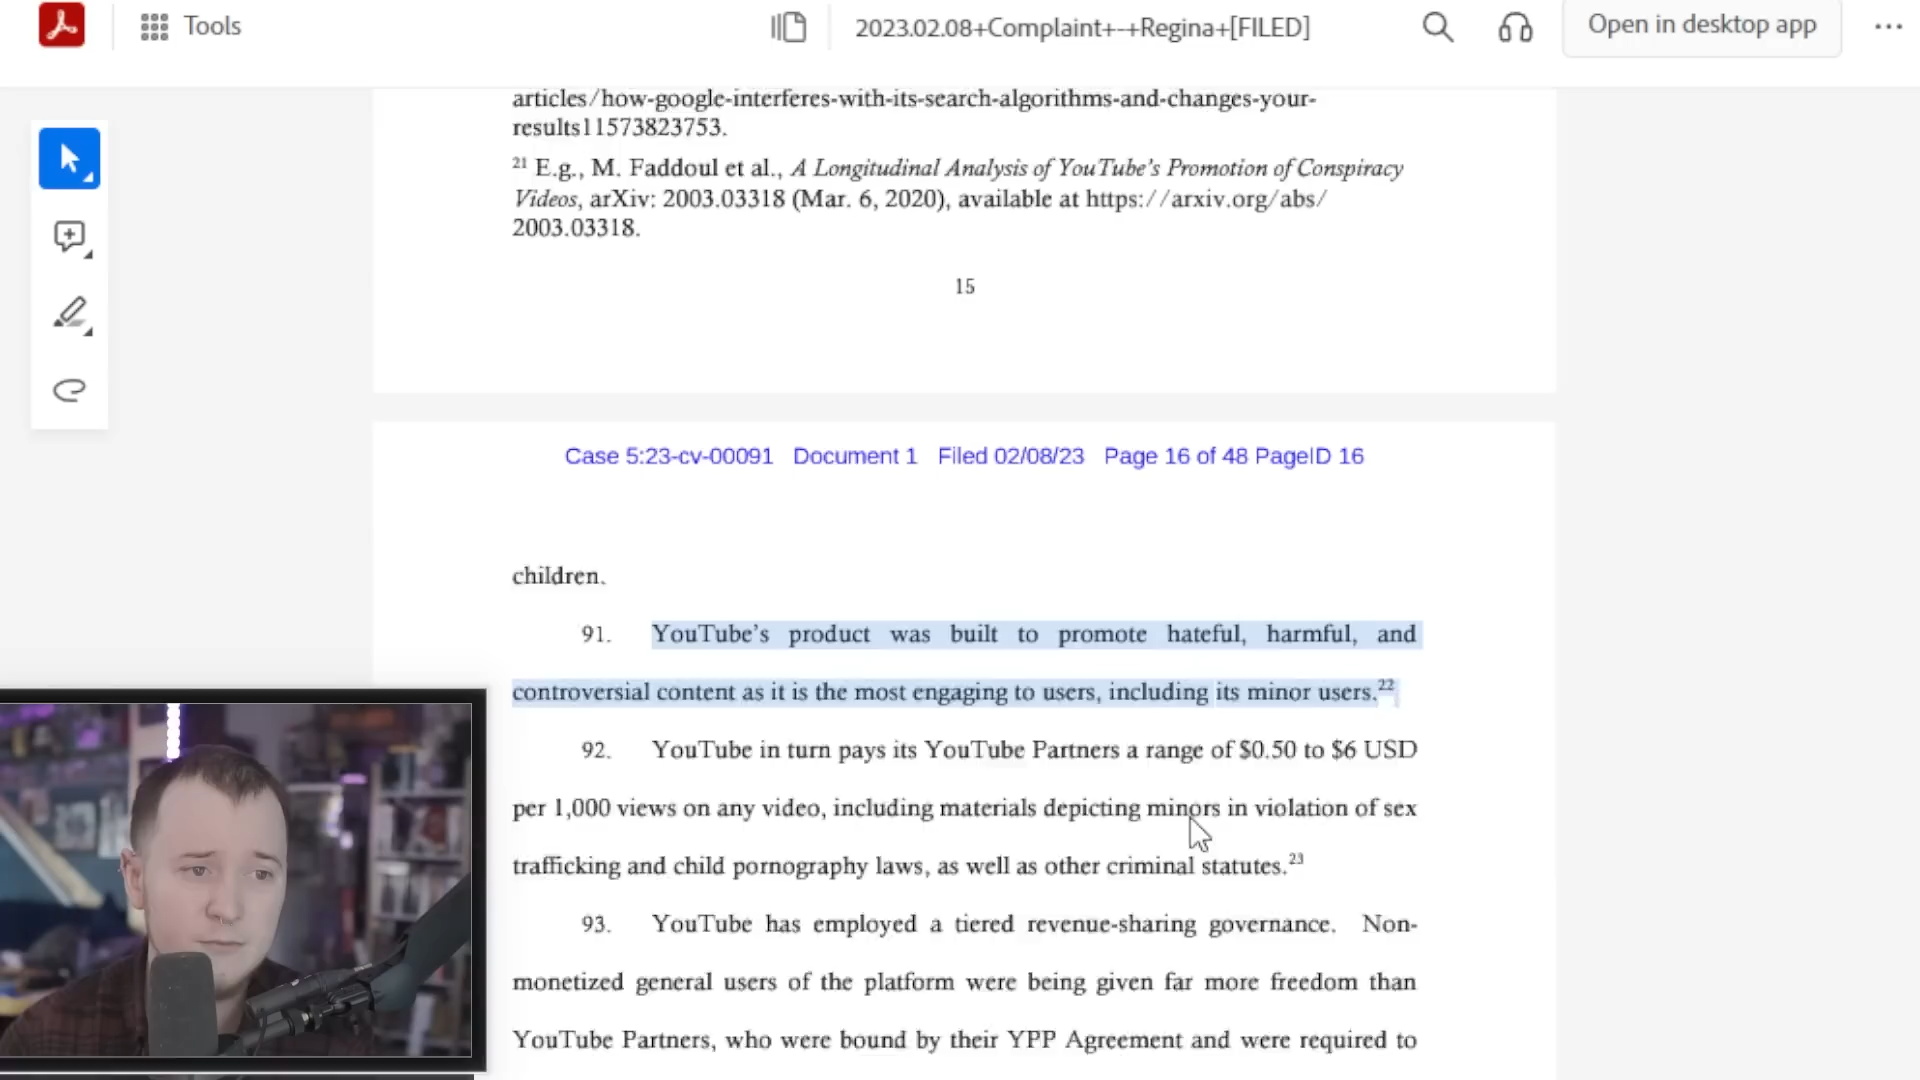 Tools
2023.02.08+Complaint+-+Regina+[FILED]
Open in desktop app
articles/how-google-interferes-with-its-search-algorithms-and-changes-your-
results11573823753.
21 E.g., M. Faddoul et al., A Longitudinal Analysis of YouTube's Promotion of Conspiracy
Videos, arXiv: 2003.03318 (Mar. 6, 2020), available at https://arxiv.org/abs/
2003.03318.
15
Case 5:23-cv-00091 Document 1 Filed 02/08/23 Page 16 of 48 PageID 16
children.
91. YouTube's product was built to promote hateful, harmful, and
controversial content as it is the most engaging to users, including its minor users.22
92. YouTube in turn pays its YouTube Partners a range of $0.50 to $6 USD
per 1,000 views on any video, including materials depicting minors in violation of sex
trafficking and child pornography laws, as well as other criminal statutes.23
93. YouTube has employed a tiered revenue-sharing governance. Non-
monetized general users of the platform were being given far more freedom than
YouTube Partners, who were bound by their YPP Agreement and were required to